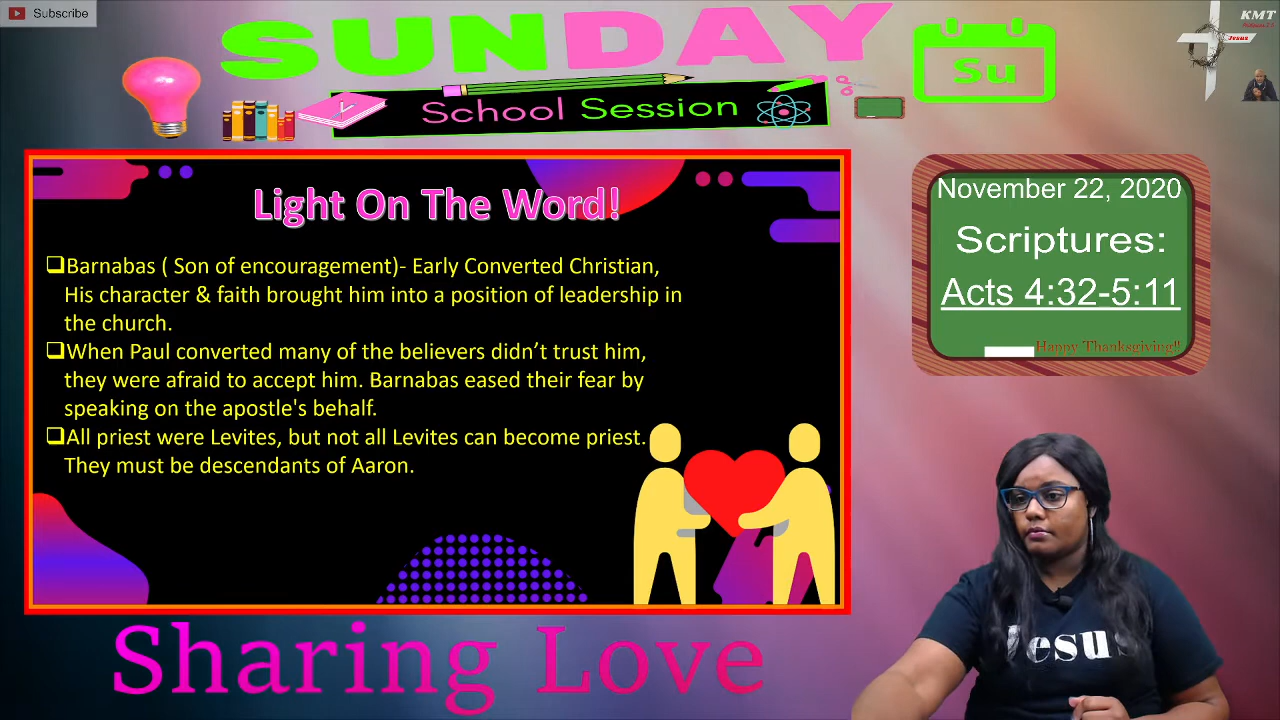 Subscribe
SUNDAY
School Session
Su
KMT
Jesus
Light On The Word!
Barnabas ( Son of encouragement)- Early Converted Christian,
His character & faith brought him into a position of leadership in
the church.
When Paul converted many of the believers didn’t trust him,
they were afraid to accept him. Barnabas eased their fear by
speaking on the apostle's behalf.
All priest were Levites, but not all Levites can become priest.
They must be descendants of Aaron.
November 22, 2020
Scriptures:
Acts 4:32-5:11
Happy Thanksgiving!!
Jesus
Sharing Love